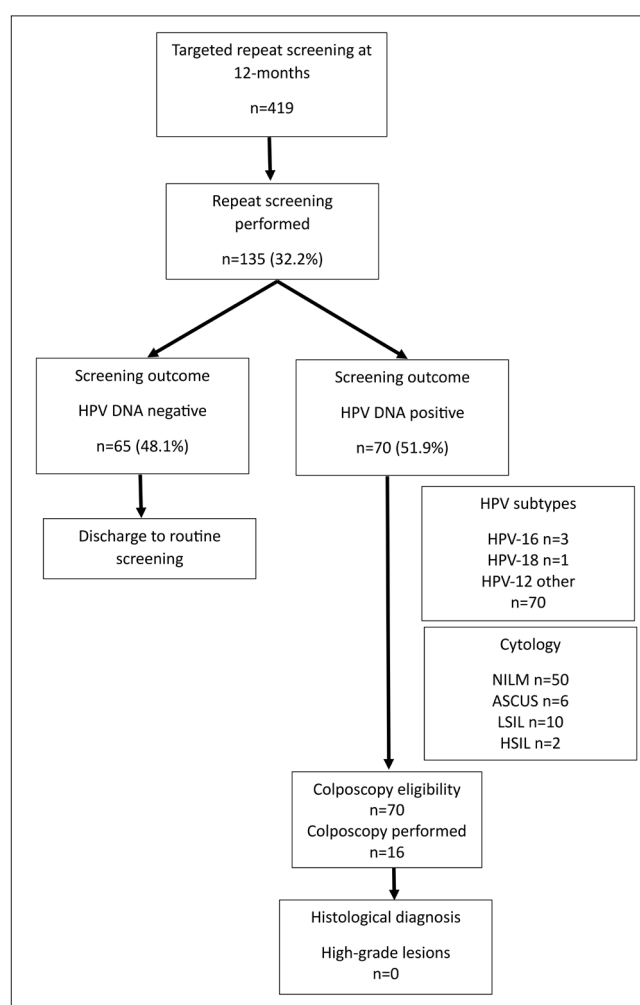 Targeted repeat screening at
12-months
n=419
Repeat screening
performed
n=135 (32.2%)
Screening outcome
HPV DNA negative
n=65 (48.1%)
Screening outcome
HPV DNA positive
n=70 (51.9%)
Discharge to routine
screening
HPV subtypes
HPV-16 n=3
HPV-18 n=1
HPV-12 other
n=70
Cytology
NILM n=50
ASCUS n=6
LSIL n=10
HSIL n=2
Colposcopy eligibility
n=70
Colposcopy performed
n=16
Histological diagnosis
High-grade lesions
n=0